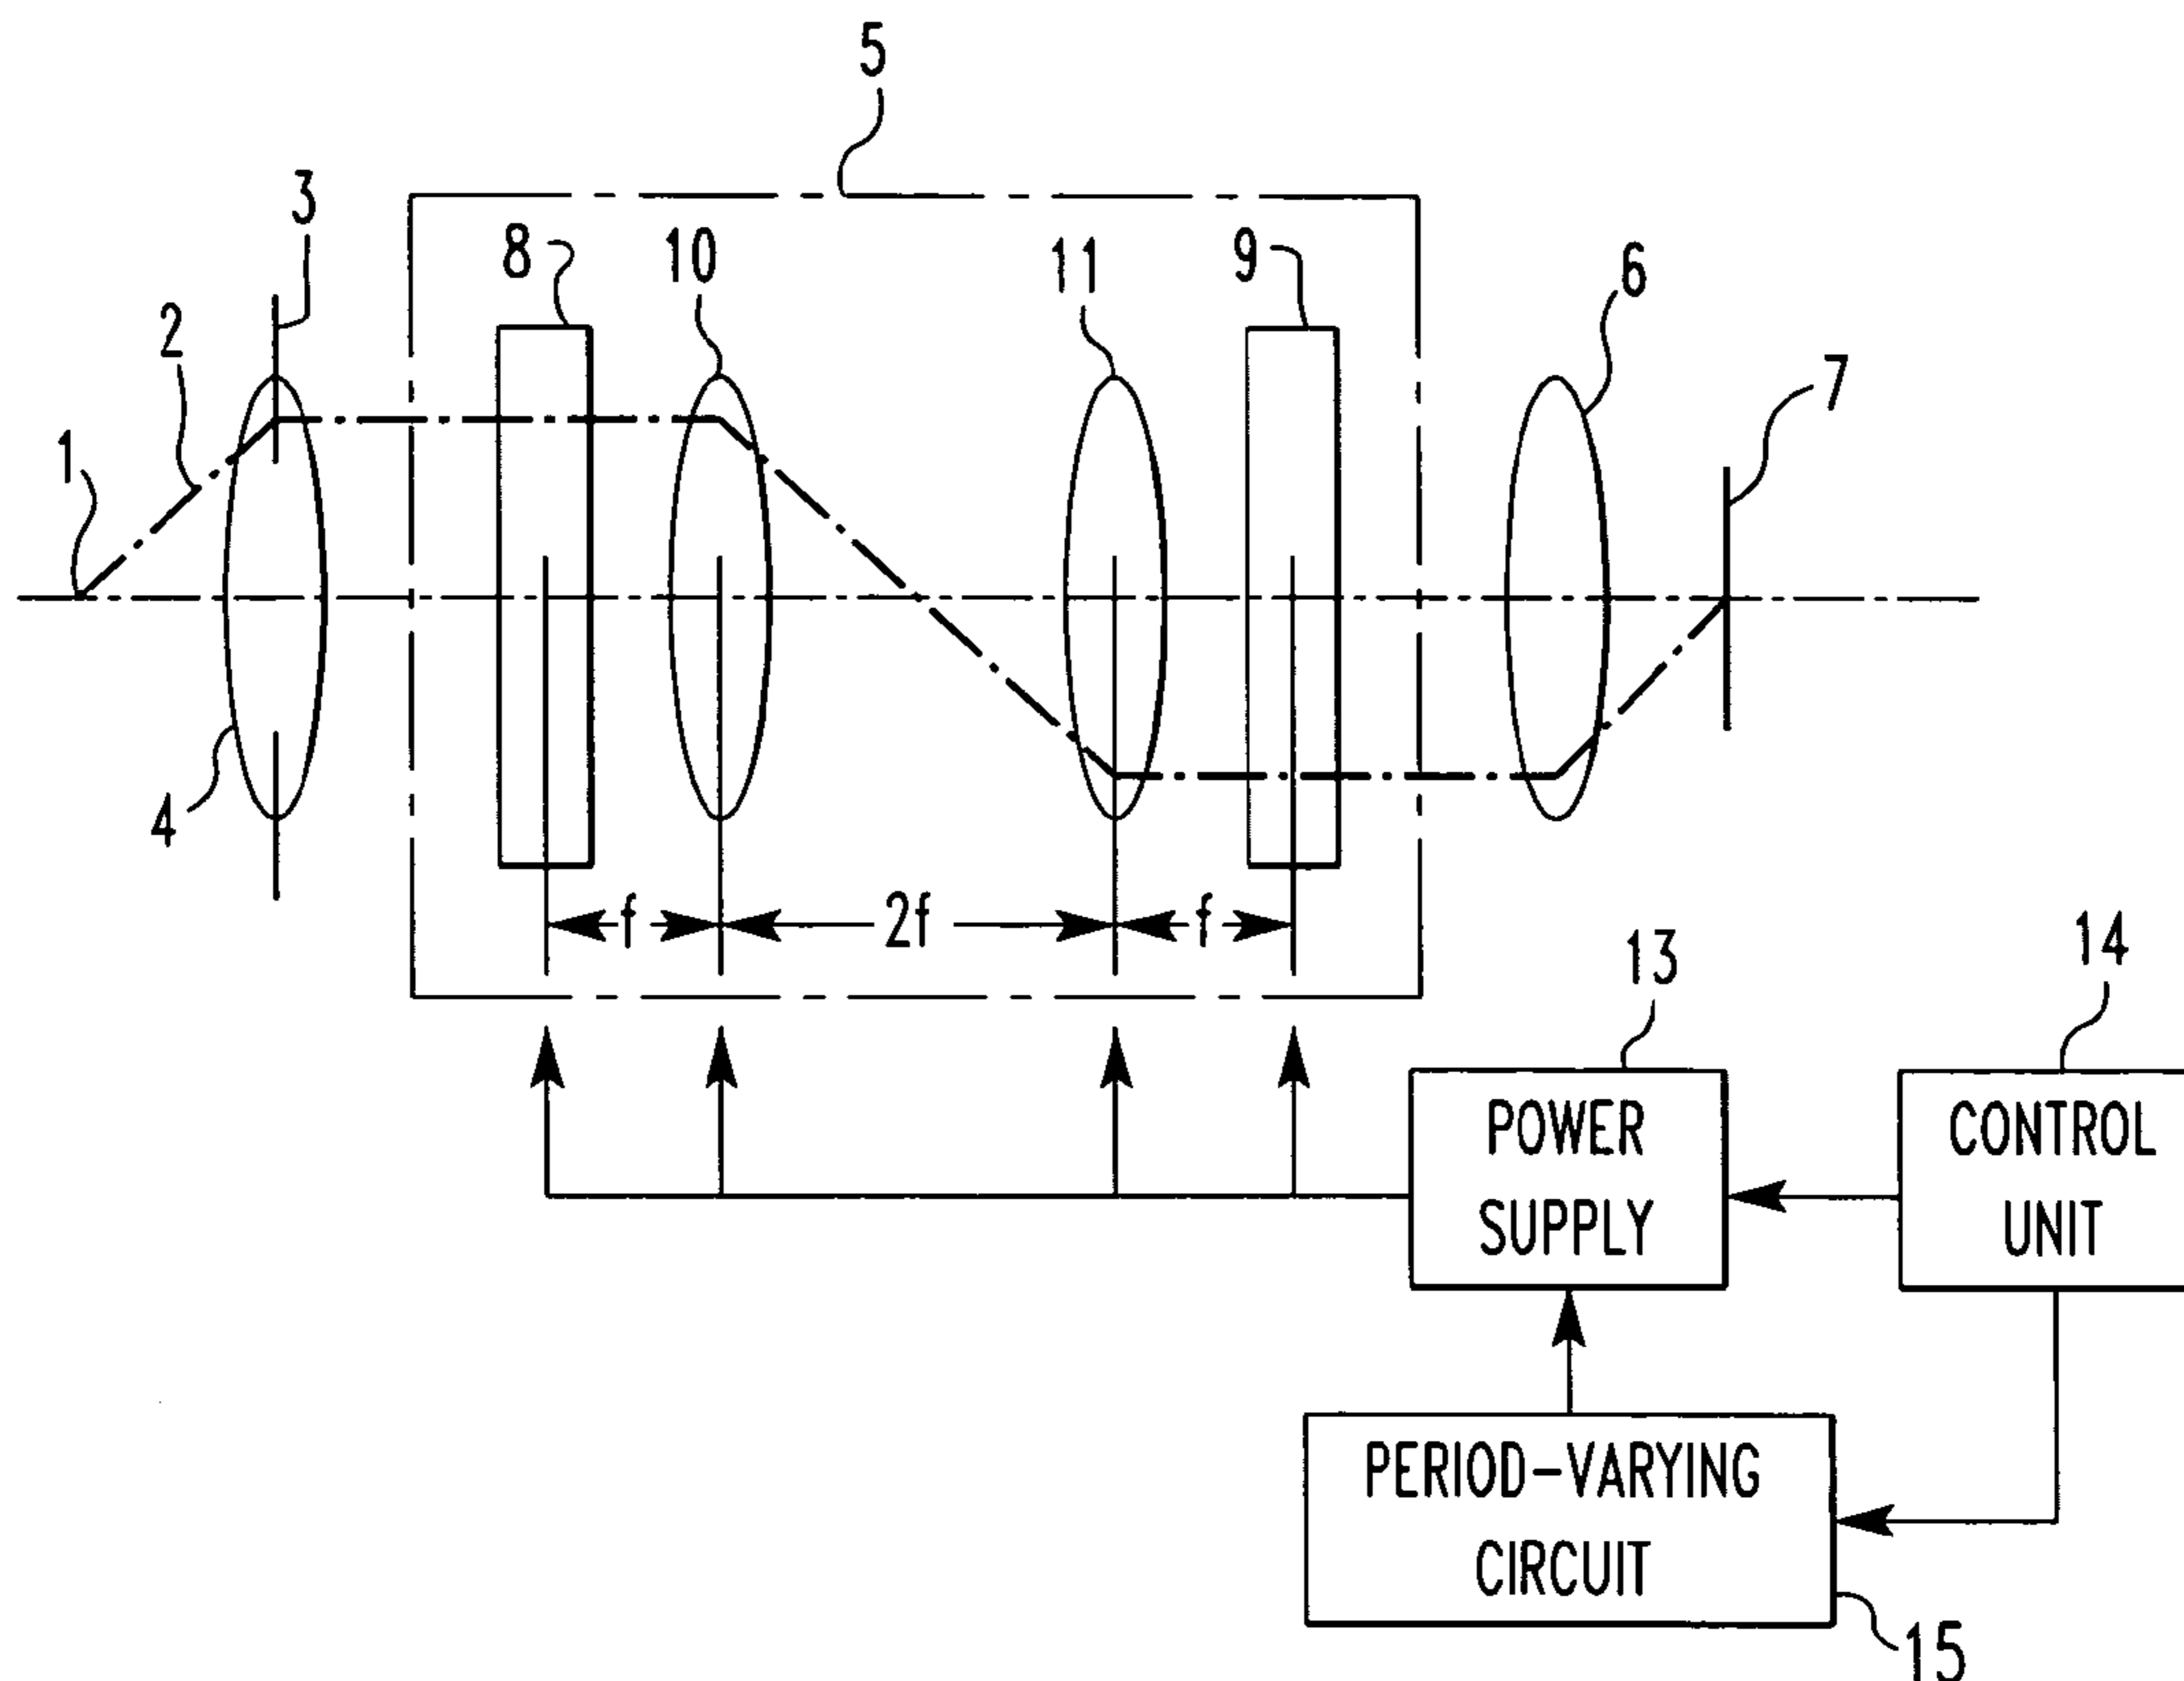 5
3
8
10
11
9
6
2
7
1
4
f
2f
f
13
14
POWER
SUPPLY
CONTROL
UNIT
PERIOD-VARYING
CIRCUIT
15